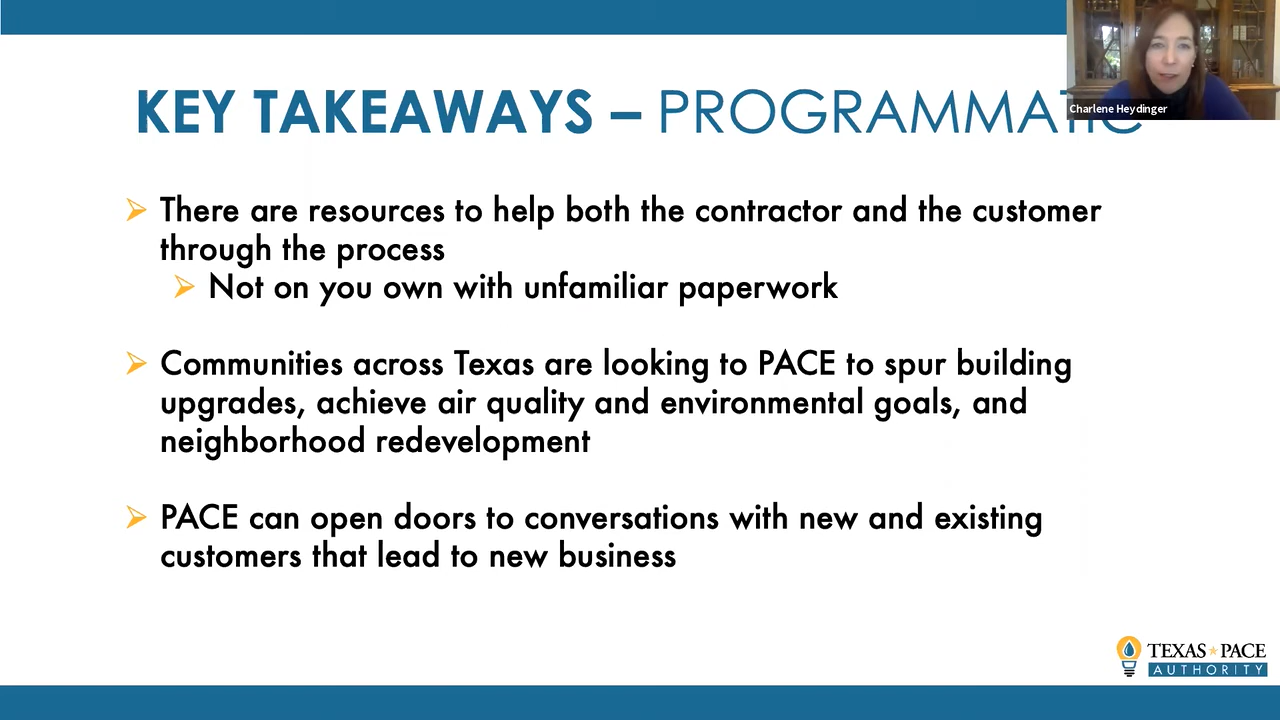 KEY TAKEAWAYS – PROGRAMMATIC
Charlene Heydinger
There are resources to help both the contractor and the customer
through the process
Not on you own with unfamiliar paperwork
Communities across Texas are looking to PACE to spur building
upgrades, achieve air quality and environmental goals, and
neighborhood redevelopment
PACE can open doors to conversations with new and existing
customers that lead to new business
TEXAS PACE
AUTHORITY